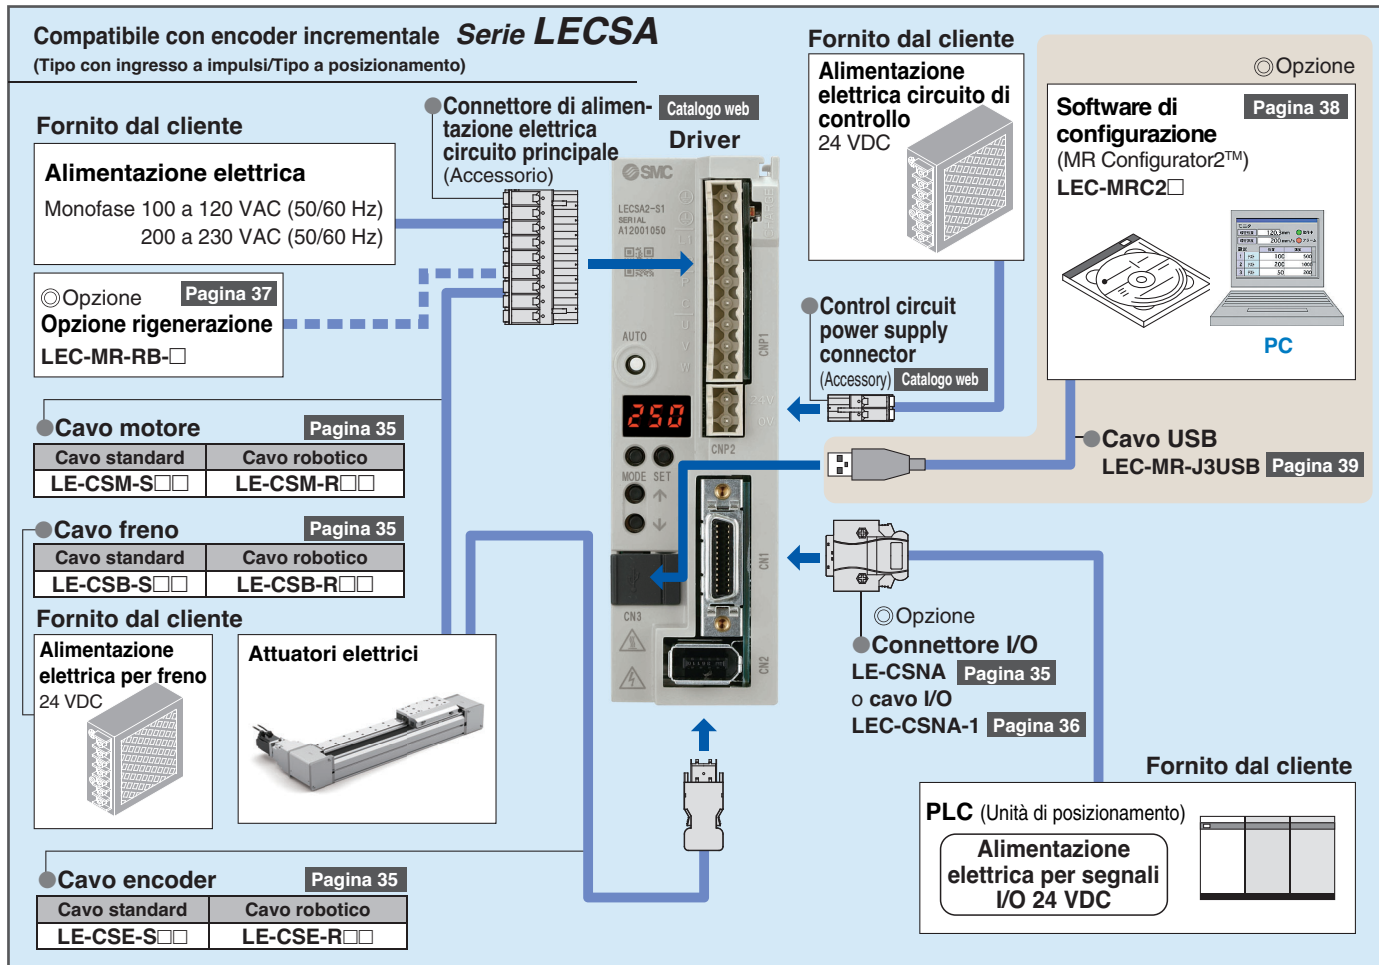 Compatibile con encoder incrementale Serie LECSA
(Tipo con ingresso a impulsi/Tipo a posizionamento)
Fornito dal cliente
Alimentazione elettrica
Monofase 100 a 120 VAC (50/60 Hz)
200 a 230 VAC (50/60 Hz)
◎Opzione Pagina 37
Opzione rigenerazione
LEC-MR-RB-□
●Connettore di alimen-
tazione elettrica
circuito principale
(Accessorio)
Catalogo web
Driver
SMC
LECSA2-S1
SERIAL
A12001050
AUTO
250
MODE SET
CNP1
U
V
W
24V
0V
CNP2
CN1
CN3
CN2
Fornito dal cliente
Alimentazione
elettrica circuito di
controllo
24 VDC
●Control circuit
power supply
connector
(Accessory) Catalogo web
◎Opzione
Software di
configurazione
Pagina 38
(MR Configurator2™)
LEC-MRC2□
PC
●Cavo USB
LEC-MR-J3USB Pagina 39
●Cavo motore Pagina 35
Cavo standard Cavo robotico
LE-CSM-S□□ LE-CSM-R□□
●Cavo freno Pagina 35
Cavo standard Cavo robotico
LE-CSB-S□□ LE-CSB-R□□
Fornito dal cliente
Alimentazione
elettrica per freno
24 VDC
Attuatori elettrici
●Cavo encoder Pagina 35
Cavo standard Cavo robotico
LE-CSE-S□□ LE-CSE-R□□
◎Opzione
●Connettore I/O
LE-CSNA Pagina 35
o cavo I/O
LEC-CSNA-1 Pagina 36
Fornito dal cliente
PLC (Unità di posizionamento)
Alimentazione
elettrica per segnali
I/O 24 VDC